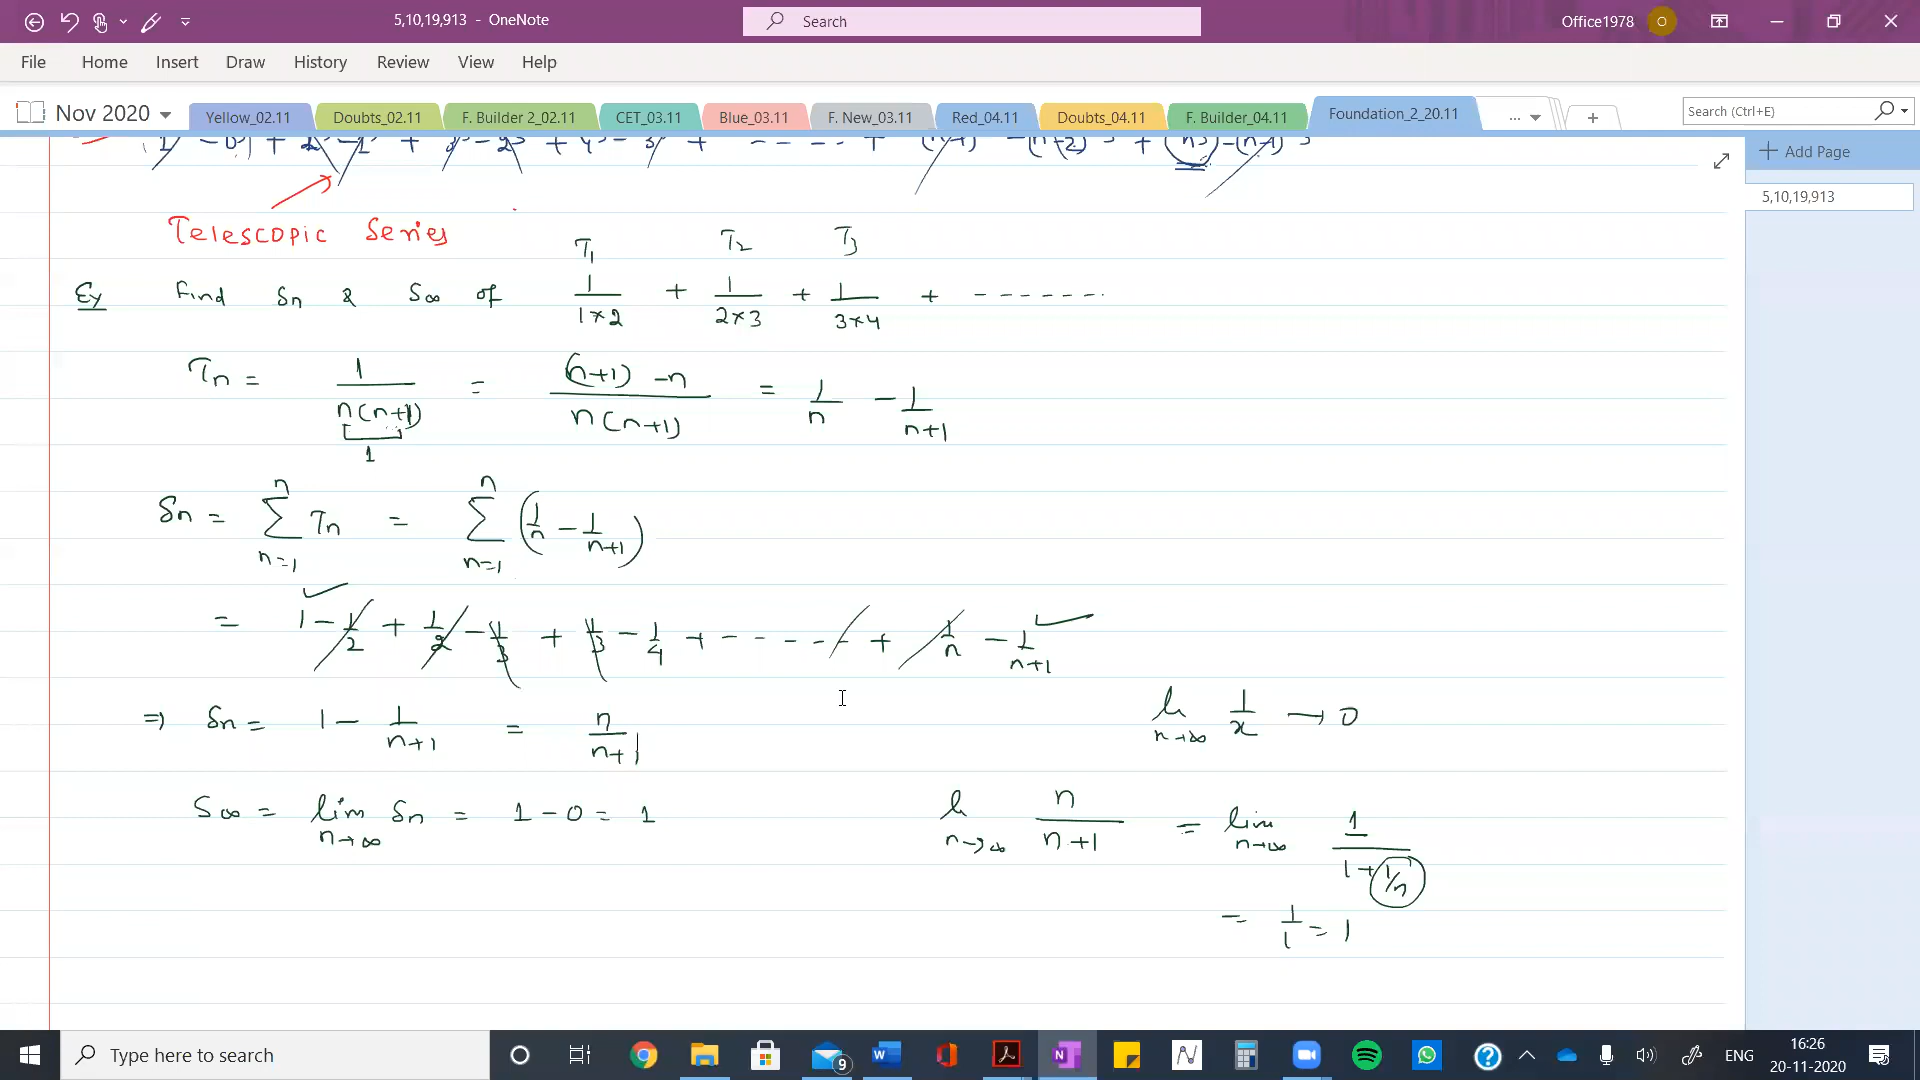 5,10,19,913 - OneNote
Search
Office1978 O
File Home Insert Draw History Review View Help
Nov 2020
Yellow_02.11 Doubts_02.11 F. Builder 2_02.11 CET_03.11 Blue_03.11 F. New_03.11 Red_04.11 Doubts_04.11 F. Builder_04.11 Foundation_2_20.11 ... +
Search (Ctrl+E)
+ Add Page
5,10,19,913
Telescopic Series
T1 T2 T3
Ex Find Sn & S∞ of 1/(1×2) + 1/(2×3) + 1/(3×4) + -------
Tn = 1/(n(n+1)) = ((n+1) - n)/(n(n+1)) = 1/n - 1/(n+1)
1
Sn = Σ_{n=1}^{n} Tn = Σ_{n=1}^{n} (1/n - 1/(n+1))
= 1 - 1/2 + 1/2 - 1/3 + 1/3 - 1/4 + ----- + 1/n - 1/(n+1)
⇒ Sn = 1 - 1/(n+1) = n/(n+1)
S∞ = lim_{n→∞} Sn = 1 - 0 = 1
1/x → 0
n/(n+1) = lim_{n→∞} 1/(1+1/n)
= 1/1 = 1
Type here to search
9
ENG
16:26
20-11-2020